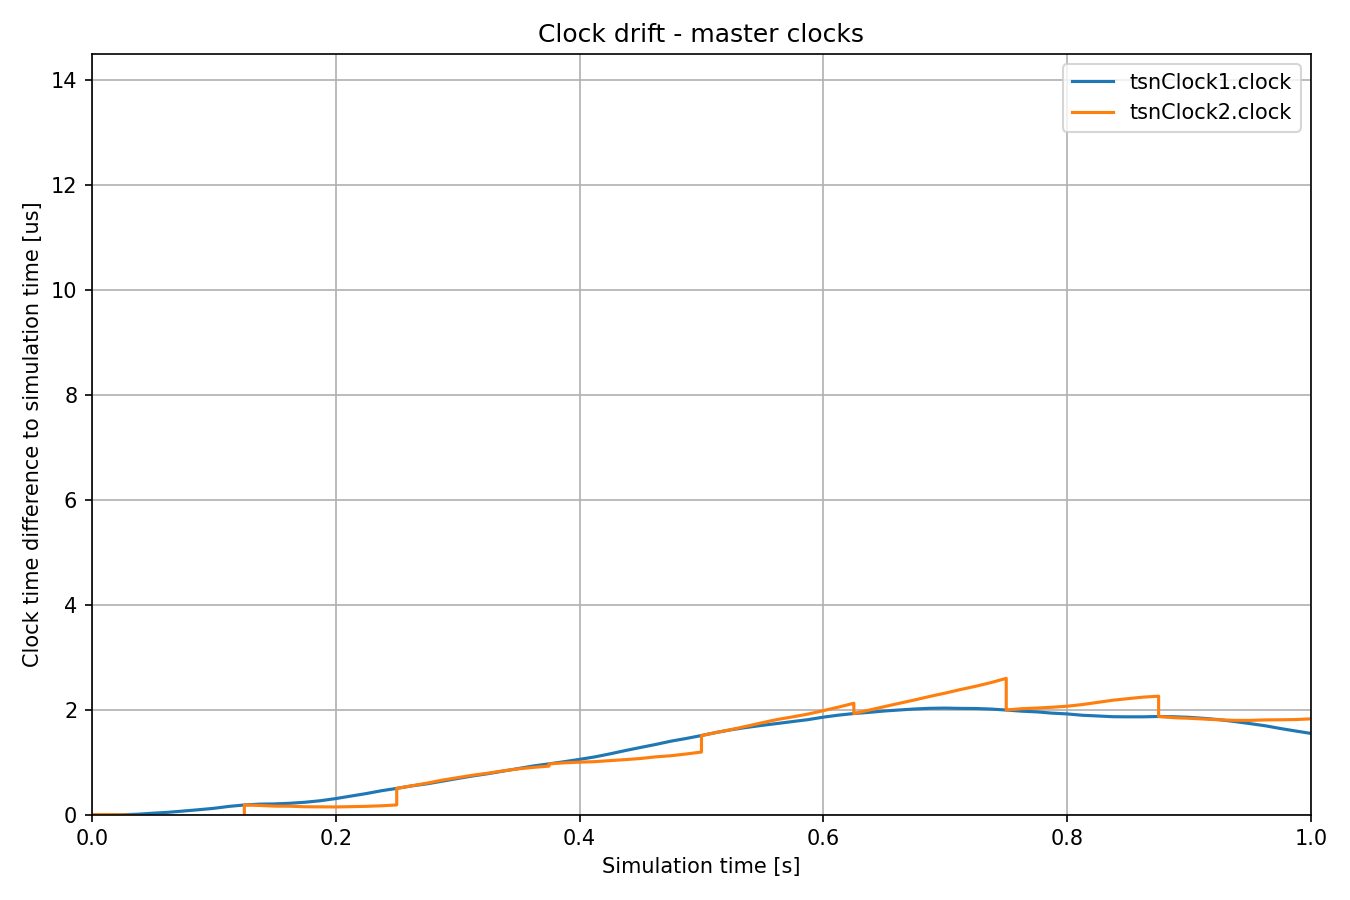 Clock drift - master clocks
tsnClock1.clock
tsnClock2.clock
Clock time difference to simulation time [us]
14
12
10
8
6
4
2
0
0.0 0.2 0.4 0.6 0.8 1.0
Simulation time [s]